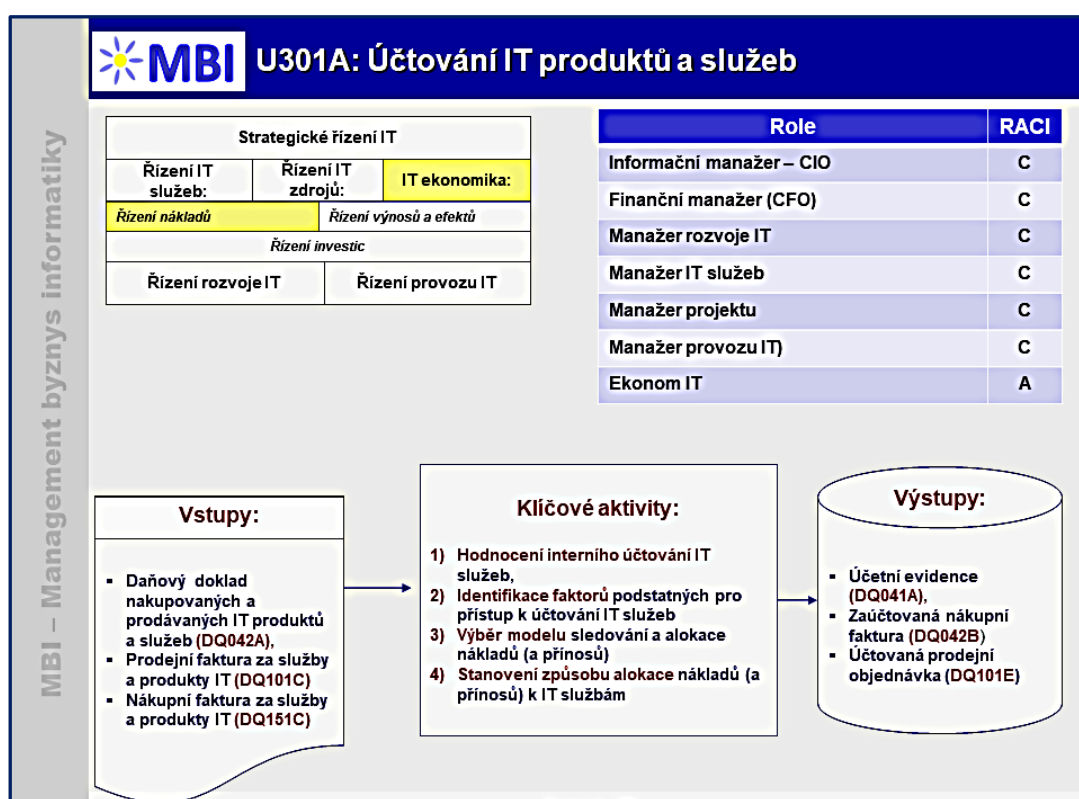 MBI
U301A: Účtování IT produktů a služeb
MBI – Management byznys informatiky
Strategické řízení IT
Řízení IT
služeb:
Řízení IT
zdrojů:
IT ekonomika:
Řízení nákladů
Řízení výnosů a efektů
Řízení investic
Řízení rozvoje IT
Řízení provozu IT
Role RACI
Informační manažer – CIO C
Finanční manažer (CFO) C
Manažer rozvoje IT C
Manažer IT služeb C
Manažer projektu C
Manažer provozu IT) C
Ekonom IT A
Vstupy:
▪ Daňový doklad
nakupovaných a
prodávaných IT produktů
a služeb (DQ042A),
▪ Prodejní faktura za služby
a produkty IT (DQ101C)
▪ Nákupní faktura za služby
a produkty IT (DQ151C)
Klíčové aktivity:
1) Hodnocení interního účtování IT
služeb,
2) Identifikace faktorů podstatných pro
přístup k účtování IT služeb
3) Výběr modelu sledování a alokace
nákladů (a přínosů)
4) Stanovení způsobu alokace nákladů (a
přínosů) k IT službám
Výstupy:
▪ Účetní evidence
(DQ041A),
▪ Zaúčtovaná nákupní
faktura (DQ042B)
▪ Účtovaná prodejní
objednávka (DQ101E)